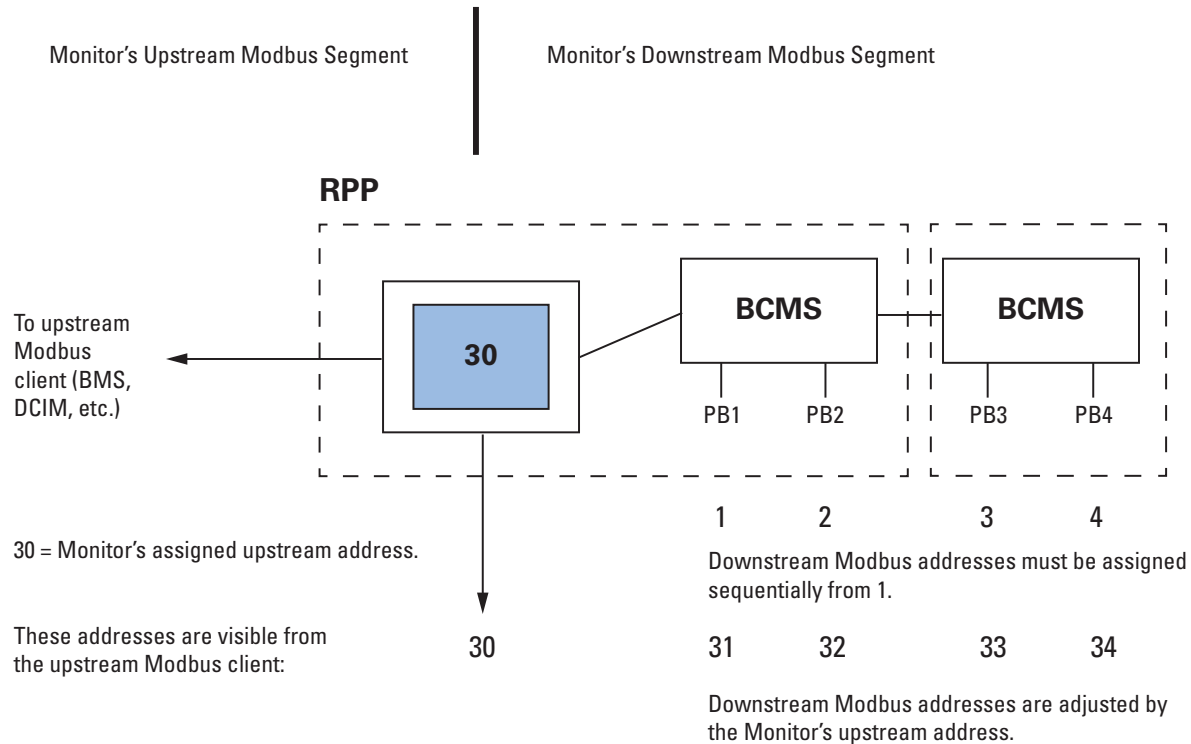 Monitor's Upstream Modbus Segment
Monitor's Downstream Modbus Segment
RPP
To upstream
Modbus
client (BMS,
DCIM, etc.)
30
BCMS
BCMS
PB1
PB2
PB3
PB4
1
2
3
4
30 = Monitor's assigned upstream address.
Downstream Modbus addresses must be assigned
sequentially from 1.
These addresses are visible from
the upstream Modbus client:
30
31
32
33
34
Downstream Modbus addresses are adjusted by
the Monitor's upstream address.